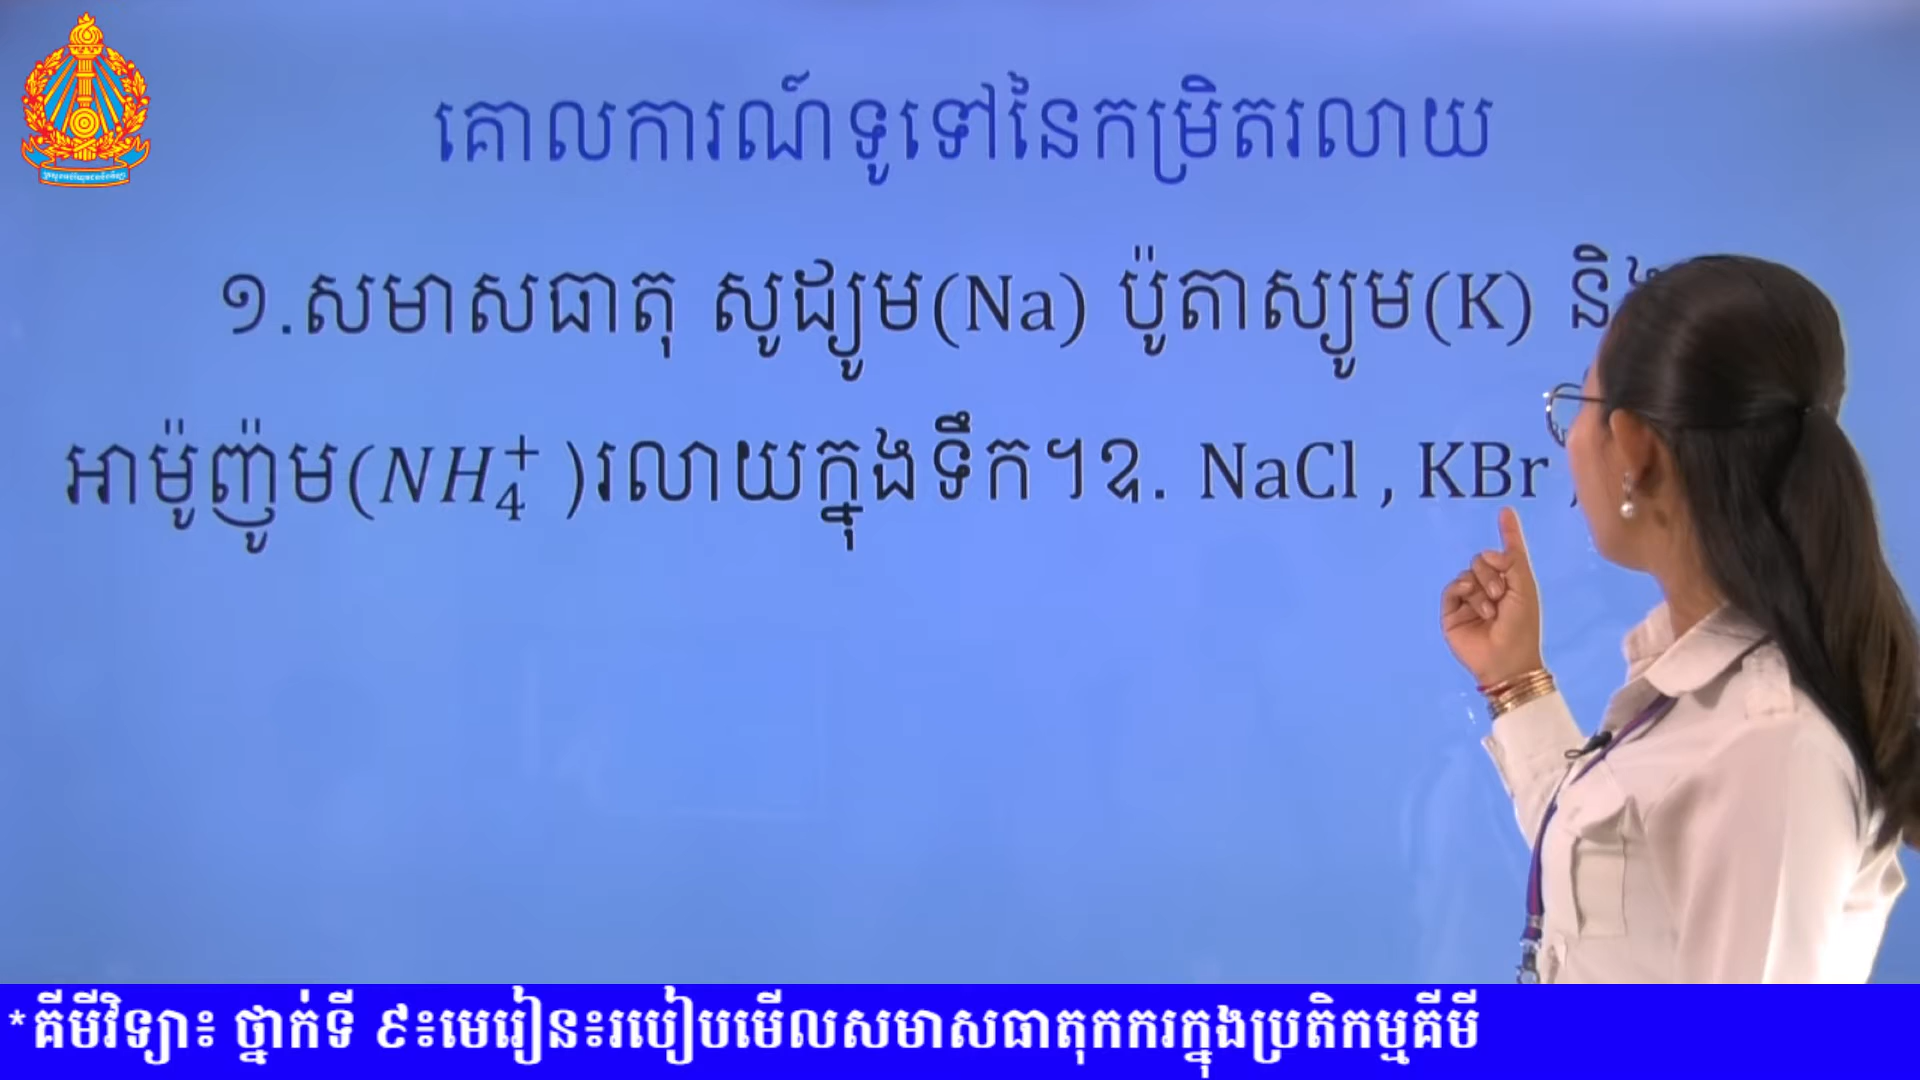 គោលការណ៍ទូទៅនៃកម្រិតរលាយ
១.សមាសធាតុ សូដ្យូម(Na) ប៉ូតាស្យូម(K)
អាម៉ូញ៉ូម(NH₄⁺ )រលាយក្នុងទឹក។ឧ. NaCl , KBr
*គីមីវិទ្យា៖ ថ្នាក់ទី ៩៖មេរៀន៖របៀបមើលសមាសធាតុកករក្នុងប្រតិកម្មគីមី